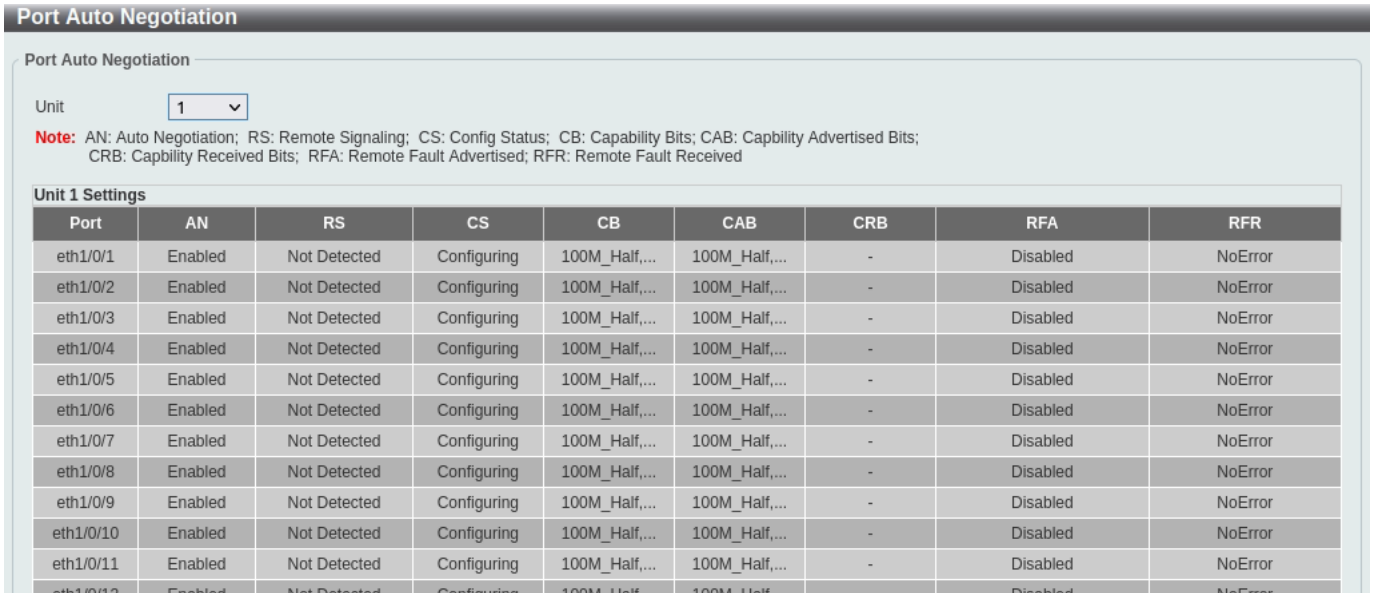 Port Auto Negotiation
Port Auto Negotiation
Unit 1
Note: AN: Auto Negotiation; RS: Remote Signaling; CS: Config Status; CB: Capability Bits; CAB: Capbility Advertised Bits;
CRB: Capbility Received Bits; RFA: Remote Fault Advertised; RFR: Remote Fault Received
Unit 1 Settings
Port AN RS CS CB CAB CRB RFA RFR
eth1/0/1 Enabled Not Detected Configuring 100M_Half,... 100M_Half,... - Disabled NoError
eth1/0/2 Enabled Not Detected Configuring 100M_Half,... 100M_Half,... - Disabled NoError
eth1/0/3 Enabled Not Detected Configuring 100M_Half,... 100M_Half,... - Disabled NoError
eth1/0/4 Enabled Not Detected Configuring 100M_Half,... 100M_Half,... - Disabled NoError
eth1/0/5 Enabled Not Detected Configuring 100M_Half,... 100M_Half,... - Disabled NoError
eth1/0/6 Enabled Not Detected Configuring 100M_Half,... 100M_Half,... - Disabled NoError
eth1/0/7 Enabled Not Detected Configuring 100M_Half,... 100M_Half,... - Disabled NoError
eth1/0/8 Enabled Not Detected Configuring 100M_Half,... 100M_Half,... - Disabled NoError
eth1/0/9 Enabled Not Detected Configuring 100M_Half,... 100M_Half,... - Disabled NoError
eth1/0/10 Enabled Not Detected Configuring 100M_Half,... 100M_Half,... - Disabled NoError
eth1/0/11 Enabled Not Detected Configuring 100M_Half,... 100M_Half,... - Disabled NoError